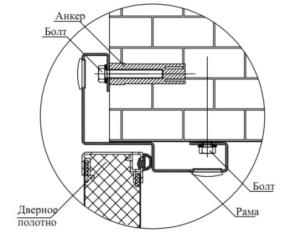 Анкер
Болт
Дверное
полотно
Болт
Рама